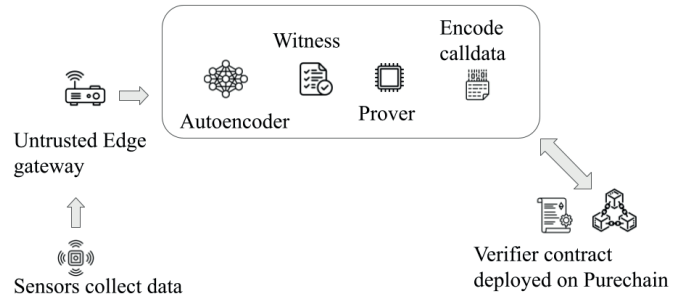 Encode
calldata
Witness
Autoencoder
Prover
Untrusted Edge
gateway
Sensors collect data
Verifier contract
deployed on Purechain